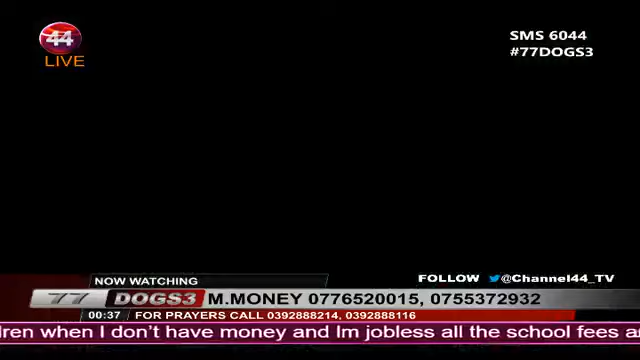 44
LIVE
SMS 6044
#77DOGS3
NOW WATCHING
FOLLOW @Channel44_TV
77 DOGS3 M.MONEY 0776520015, 0755372932
00:37 FOR PRAYERS CALL 0392888214, 0392888116
dren when I don't have money and Im jobless all the school fees a